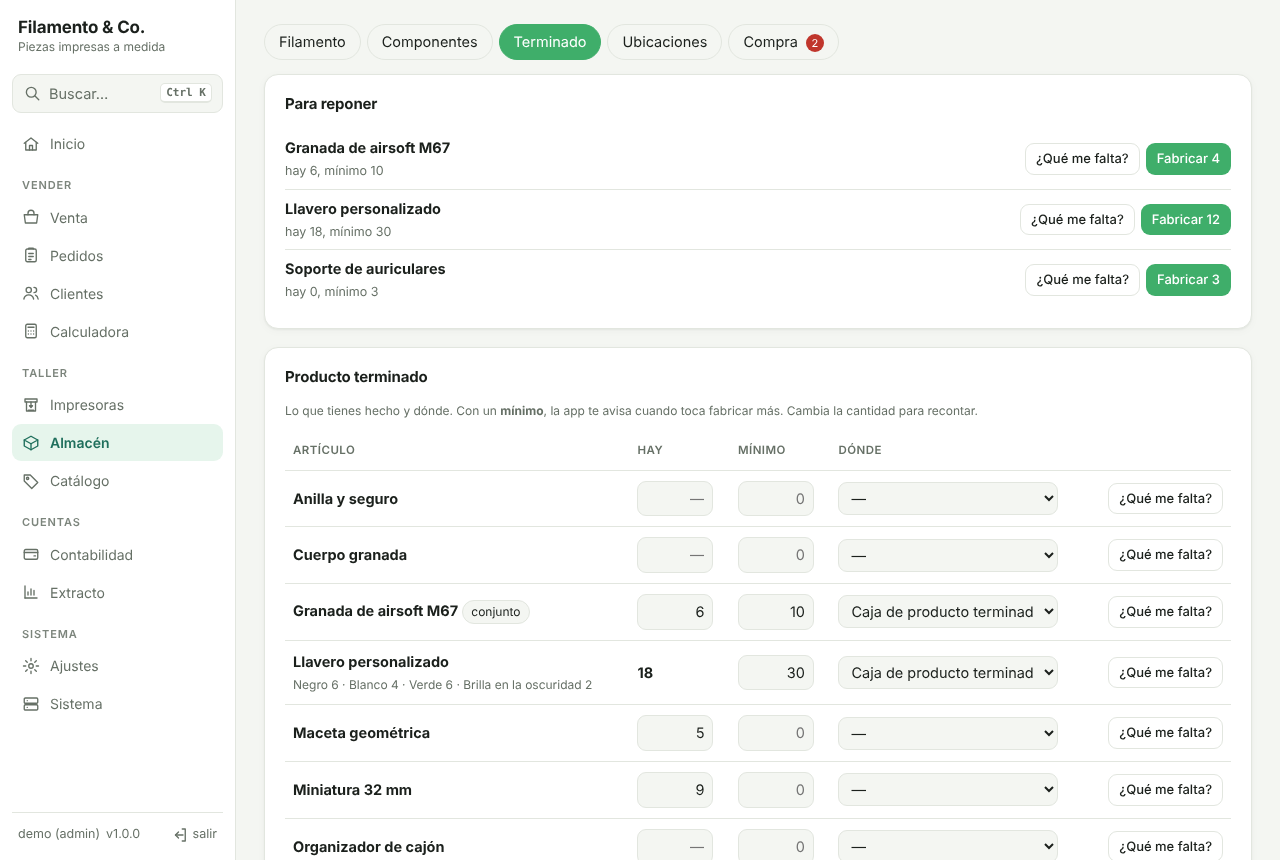 Filamento & Co.
Piezas impresas a medida
Buscar... Ctrl K
Inicio
VENDER
Venta
Pedidos
Clientes
Calculadora
TALLER
Impresoras
Almacén
Catálogo
CUENTAS
Contabilidad
Extracto
SISTEMA
Ajustes
Sistema
demo (admin) v1.0.0 salir
Filamento Componentes Terminado Ubicaciones Compra 2
Para reponer
Granada de airsoft M67
hay 6, mínimo 10
¿Qué me falta? Fabricar 4
Llavero personalizado
hay 18, mínimo 30
¿Qué me falta? Fabricar 12
Soporte de auriculares
hay 0, mínimo 3
¿Qué me falta? Fabricar 3
Producto terminado
Lo que tienes hecho y dónde. Con un mínimo, la app te avisa cuando toca fabricar más. Cambia la cantidad para recontar.
ARTÍCULO HAY MÍNIMO DÓNDE
Anilla y seguro — 0 — ¿Qué me falta?
Cuerpo granada — 0 — ¿Qué me falta?
Granada de airsoft M67 conjunto 6 10 Caja de producto terminad ¿Qué me falta?
Llavero personalizado
Negro 6 · Blanco 4 · Verde 6 · Brilla en la oscuridad 2
18 30 Caja de producto terminad ¿Qué me falta?
Maceta geométrica 5 0 — ¿Qué me falta?
Miniatura 32 mm 9 0 — ¿Qué me falta?
Organizador de cajón — 0 — ¿Qué me falta?